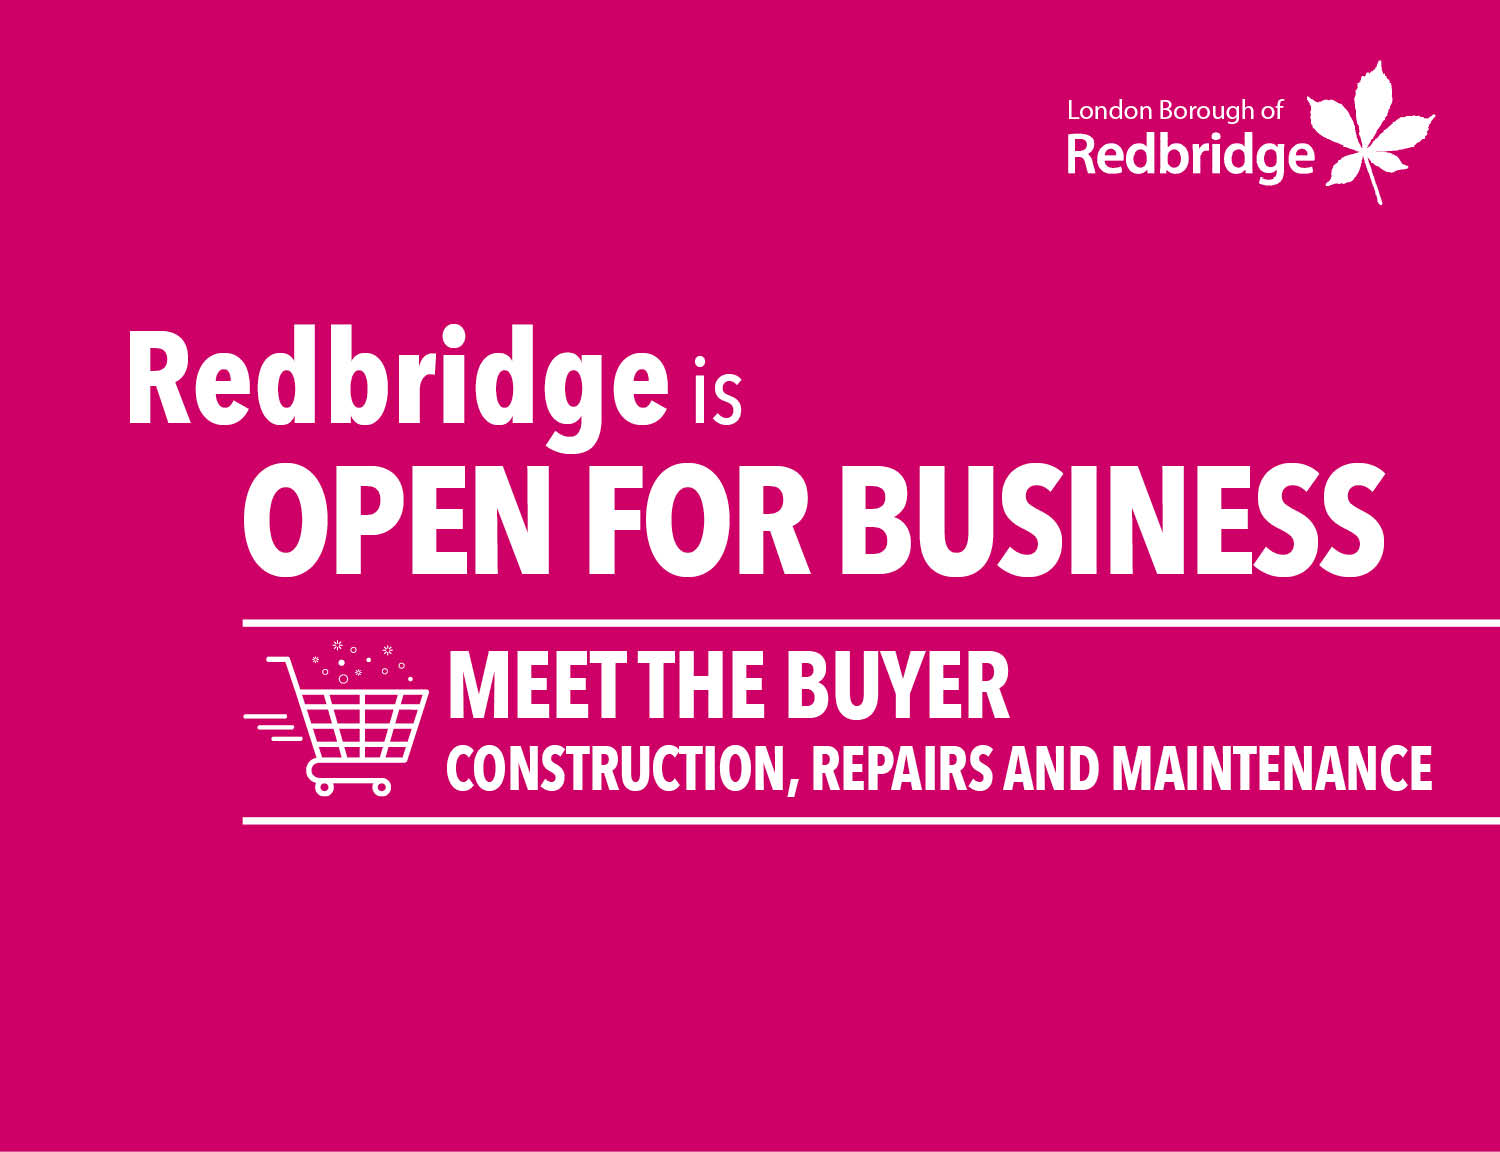 London Borough of
Redbridge
Redbridge is
OPEN FOR BUSINESS
MEET THE BUYER
CONSTRUCTION, REPAIRS AND MAINTENANCE